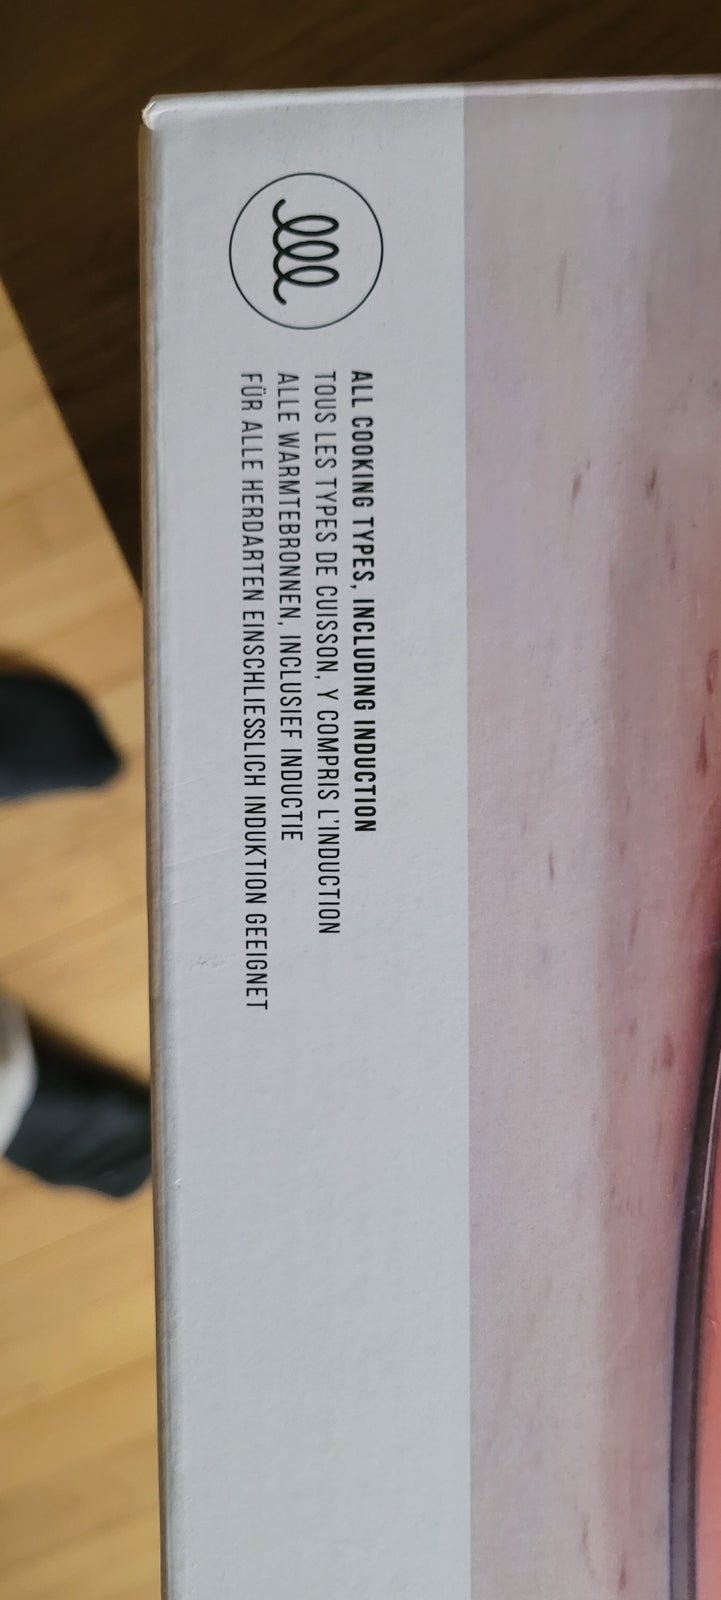 ALL COOKING TYPES, INCLUDING INDUCTION
TOUS LES TYPES DE CUISSON, Y COMPRIS L'INDUCTION
ALLE WARMTEBRONNEN, INCLUSIEF INDUCTIE
FÜR ALLE HERDARTEN EINSCHLIESSLICH INDUKTION GEEIGNET